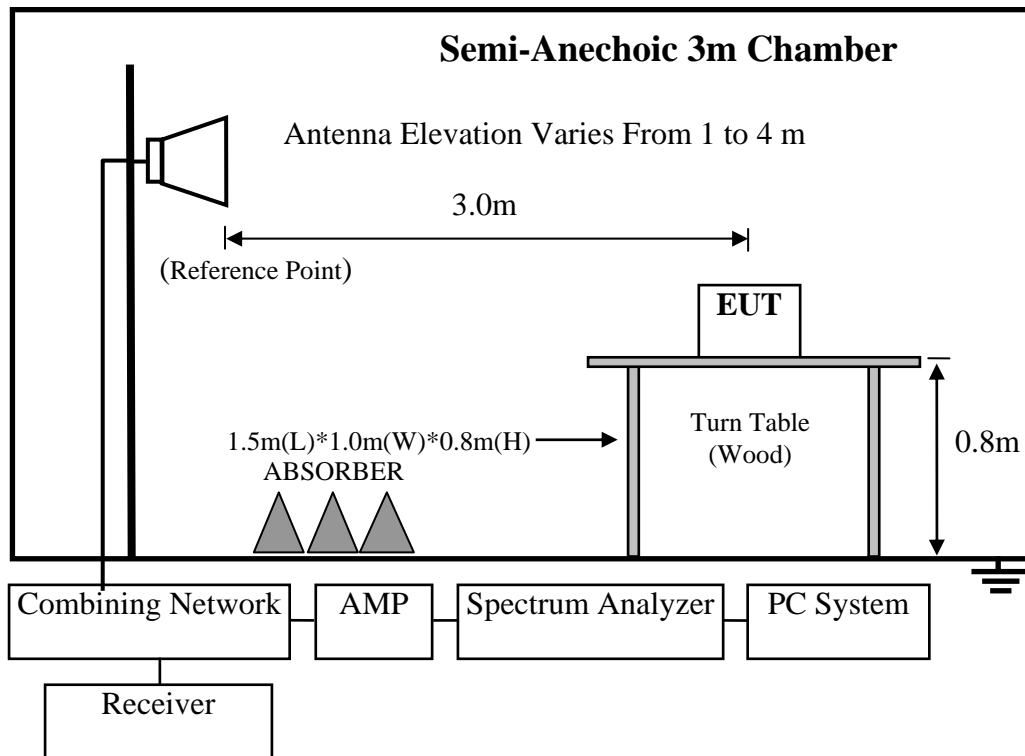 Semi-Anechoic 3m Chamber
Antenna Elevation Varies From 1 to 4 m
3.0m
(Reference Point)
EUT
Turn Table
(Wood)
0.8m
1.5m(L)*1.0m(W)*0.8m(H)
ABSORBER
Combining Network
AMP
Spectrum Analyzer
PC System
Receiver